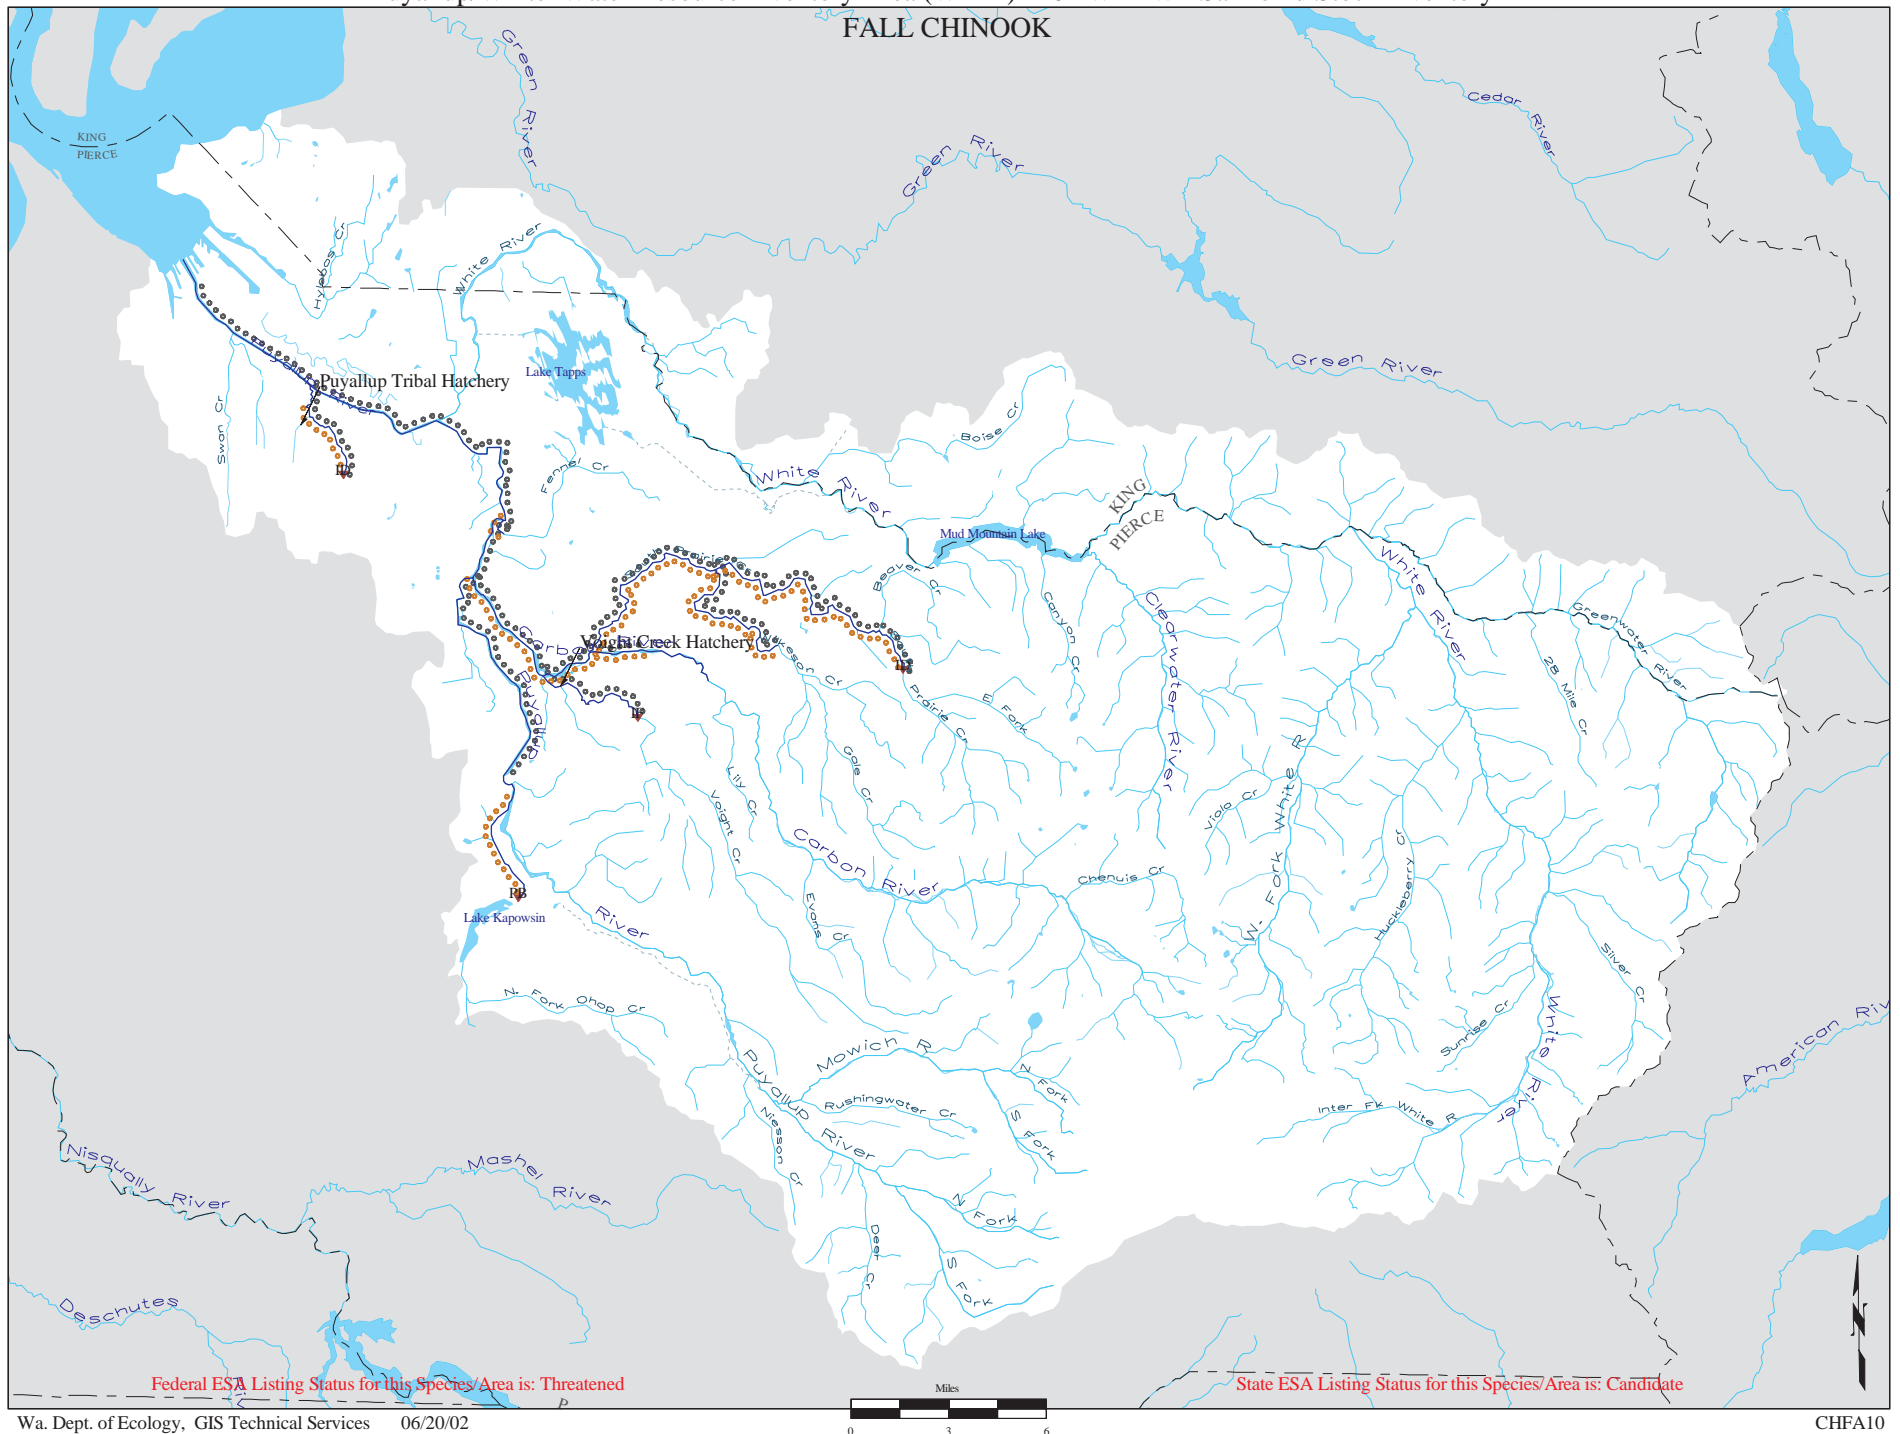 FALL CHINOOK
Green River
Cedar River
Green River
KING
PIERCE
Hylebos Cr
White River
Green River
Lake Tapps
Puyallup Tribal Hatchery
River
Swan Cr
Boise Cr
Fennel Cr
White River
KING
PIERCE
Mud Mountain Lake
White River
Prairie
Beaver Cr
Canyon Cr
Clearwater River
Greenwater River
28 Mile Cr
Voight Creek Hatchery
Prairie Cr
E Fork
Puyallup
Gale Cr
Lily Cr
Voight Cr
Viola Cr
W. Fork White R
Huckleberry Cr
Carbon River
Chenuis Cr
Evans Cr
PB
Lake Kapowsin
River
Silver Cr
N. Fork Ohop Cr
Sunrise Cr
White River
American Riv
Mowich R
N Fork
S Fork
Puyallup River
Rushingwater Cr
Nesson Cr
Inter Fk White R
Nisqually River
Mashel River
N Fork
S Fork
Deer Cr
Deschutes
N
Federal ESA Listing Status for this Species/Area is: Threatened
State ESA Listing Status for this Species/Area is: Candidate
Miles
0 3 6
Wa. Dept. of Ecology, GIS Technical Services 06/20/02
CHFA10